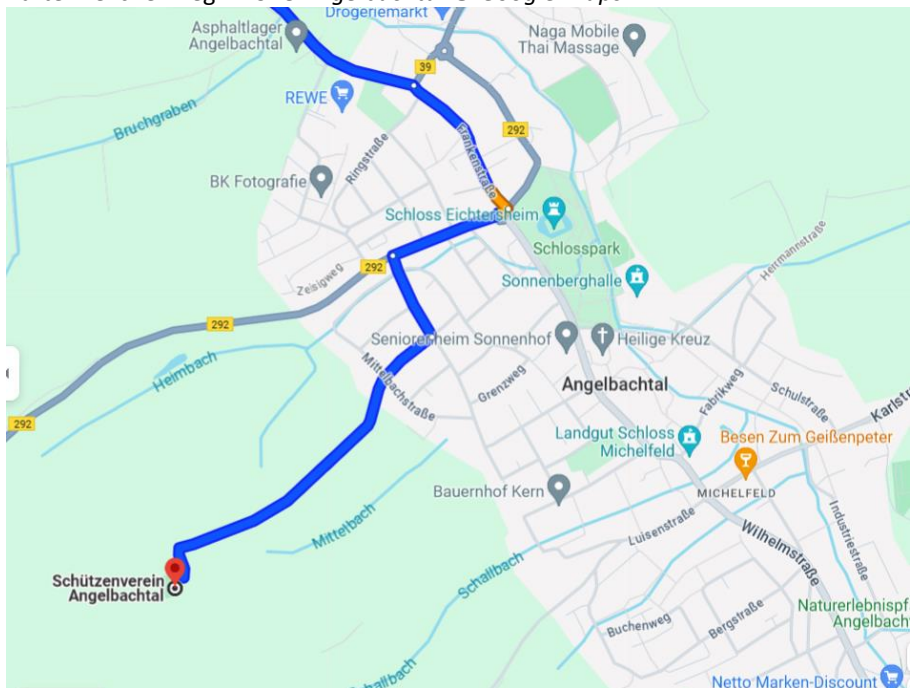 Drogeriemarkt
Asphaltlager
Angelbachtal
Naga Mobile
Thai Massage
39
REWE
Bruchgraben
292
Ringstraße
Frankenstraße
BK Fotografie
Schloss Eichtersheim
Schlosspark
Herrmannstraße
292
Zeisigweg
Sonnenberghalle
292
Heimbach
Seniorenheim Sonnenhof
Heilige Kreuz
Mittelbachstraße
Grenzweg
Angelbachtal
Fabrikweg
Schulstraße
Karlstr
292
Landgut Schloss
Michelfeld
Besen Zum Geißenpeter
Bauernhof Kern
MICHELFELD
Mittelbach
Luisenstraße
Wilhelmstraße
Industriestraße
Schallbach
Schützenverein
Angelbachtal
Naturerlebnispf
Angelbach
Buchenweg
Bergstraße
Schallbach
Netto Marken-Discount